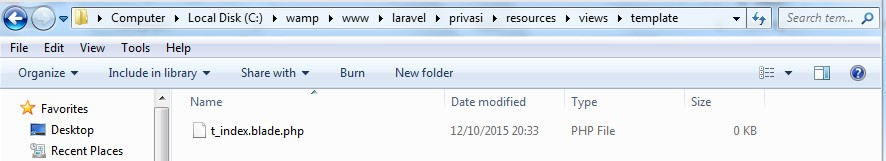 Computer Local Disk (C:) wamp www laravel privasi resources views template Search tem...
File Edit View Tools Help
Organize Include in library Share with Burn New folder
Favorites Name Date modified Type Size
Desktop t_index.blade.php 12/10/2015 20:33 PHP File 0 KB
Recent Places